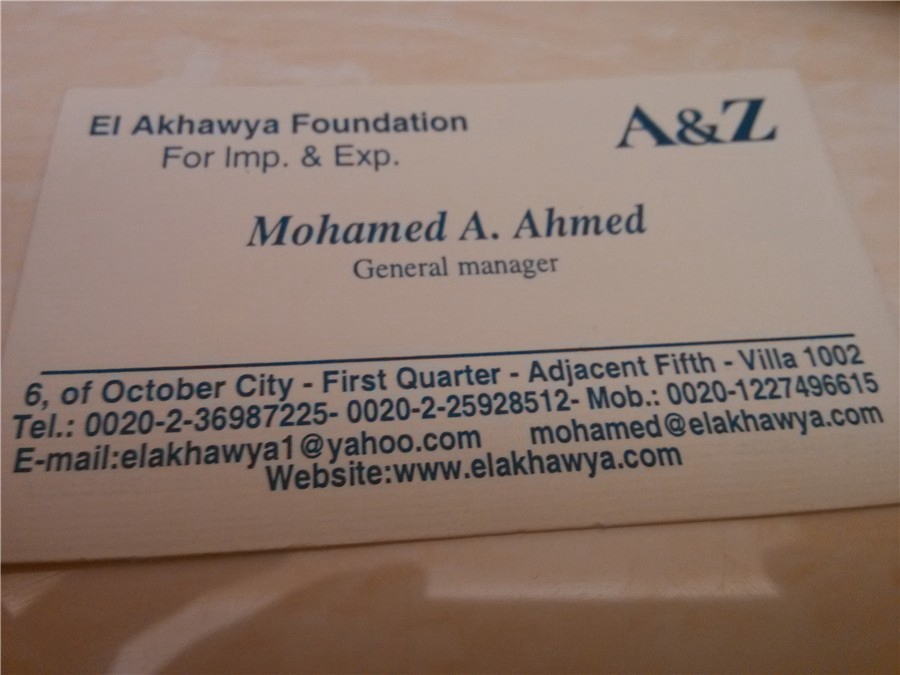 El Akhawya Foundation
For Imp. & Exp.
A&Z
Mohamed A. Ahmed
General manager
6, of October City - First Quarter - Adjacent Fifth - Villa 1002
Tel.: 0020-2-36987225- 0020-2-25928512- Mob.: 0020-1227496615
E-mail:elakhawya1@yahoo.com mohamed@elakhawya.com
Website:www.elakhawya.com